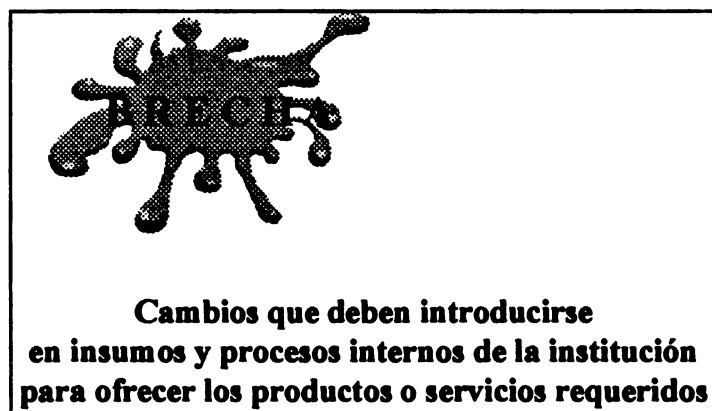 BRECHA
Cambios que deben introducirse
en insumos y procesos internos de la institución
para ofrecer los productos o servicios requeridos